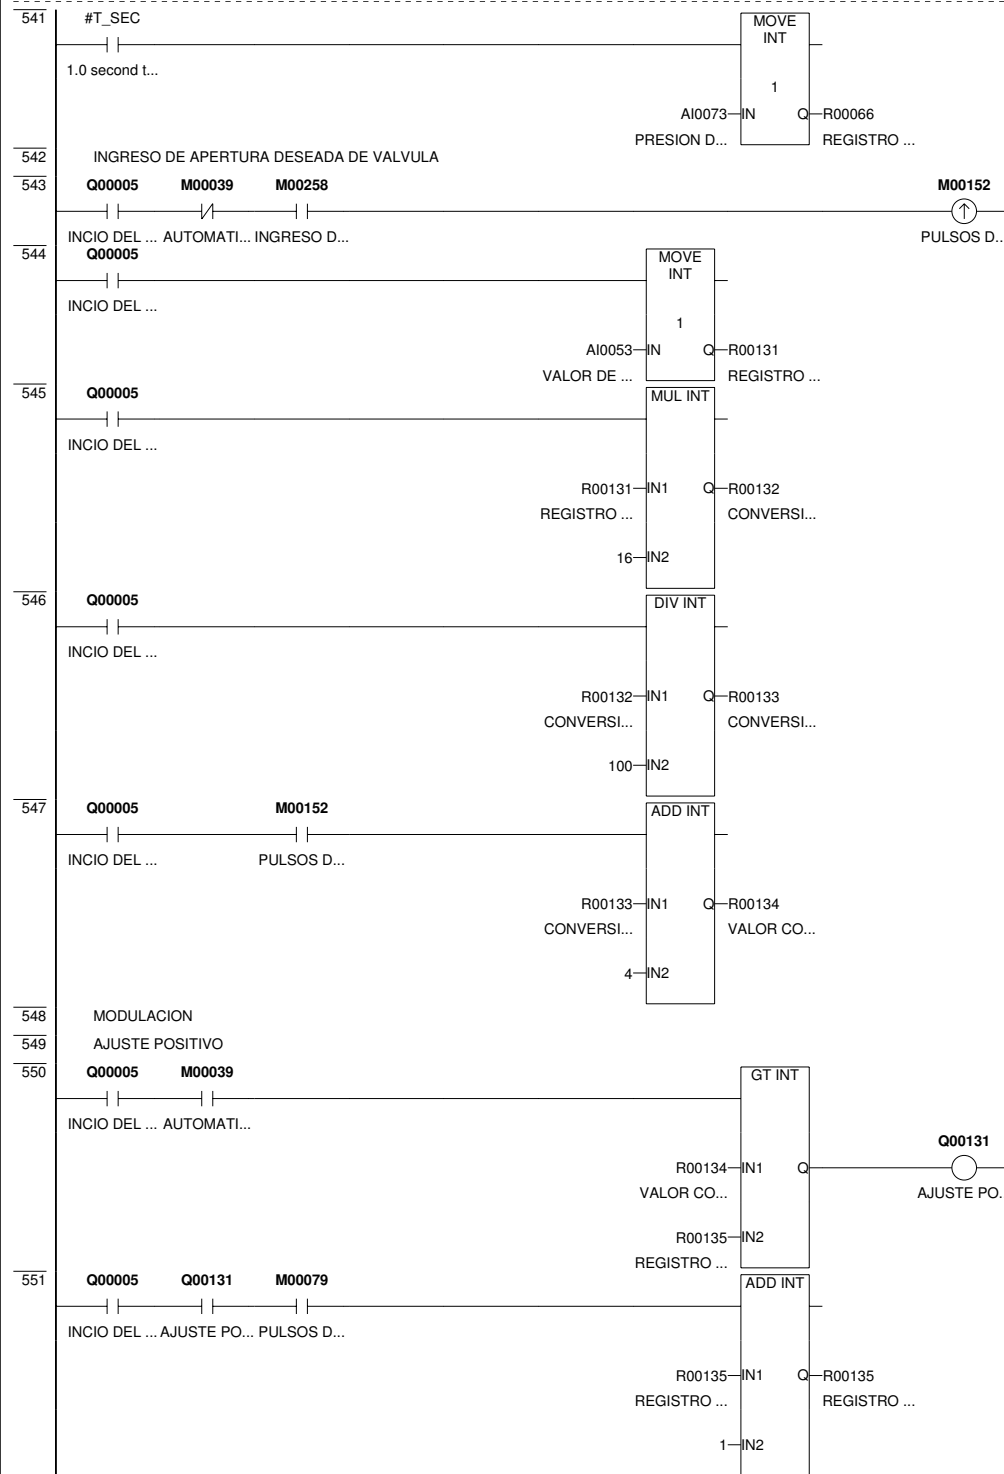 541 #T_SEC MOVE
INT
1.0 second t...
1
AI0073 IN Q R00066
PRESION D... REGISTRO ...
542 INGRESO DE APERTURA DESEADA DE VALVULA
543 Q00005 M00039 M00258 M00152
INCIO DEL ... AUTOMATI... INGRESO D... PULSOS D...
544 Q00005 MOVE
INT
INCIO DEL ...
1
AI0053 IN Q R00131
VALOR DE ... REGISTRO ...
545 Q00005 MUL INT
INCIO DEL ...
R00131 IN1 Q R00132
REGISTRO ... CONVERSI...
16 IN2
546 Q00005 DIV INT
INCIO DEL ...
R00132 IN1 Q R00133
CONVERSI... CONVERSI...
100 IN2
547 Q00005 M00152 ADD INT
INCIO DEL ... PULSOS D...
R00133 IN1 Q R00134
CONVERSI... VALOR CO...
4 IN2
548 MODULACION
549 AJUSTE POSITIVO
550 Q00005 M00039 GT INT
INCIO DEL ... AUTOMATI...
Q00131
R00134 IN1 Q
VALOR CO... AJUSTE PO.
R00135 IN2
REGISTRO ...
551 Q00005 Q00131 M00079 ADD INT
INCIO DEL ... AJUSTE PO... PULSOS D...
R00135 IN1 Q R00135
REGISTRO ... REGISTRO ...
1 IN2